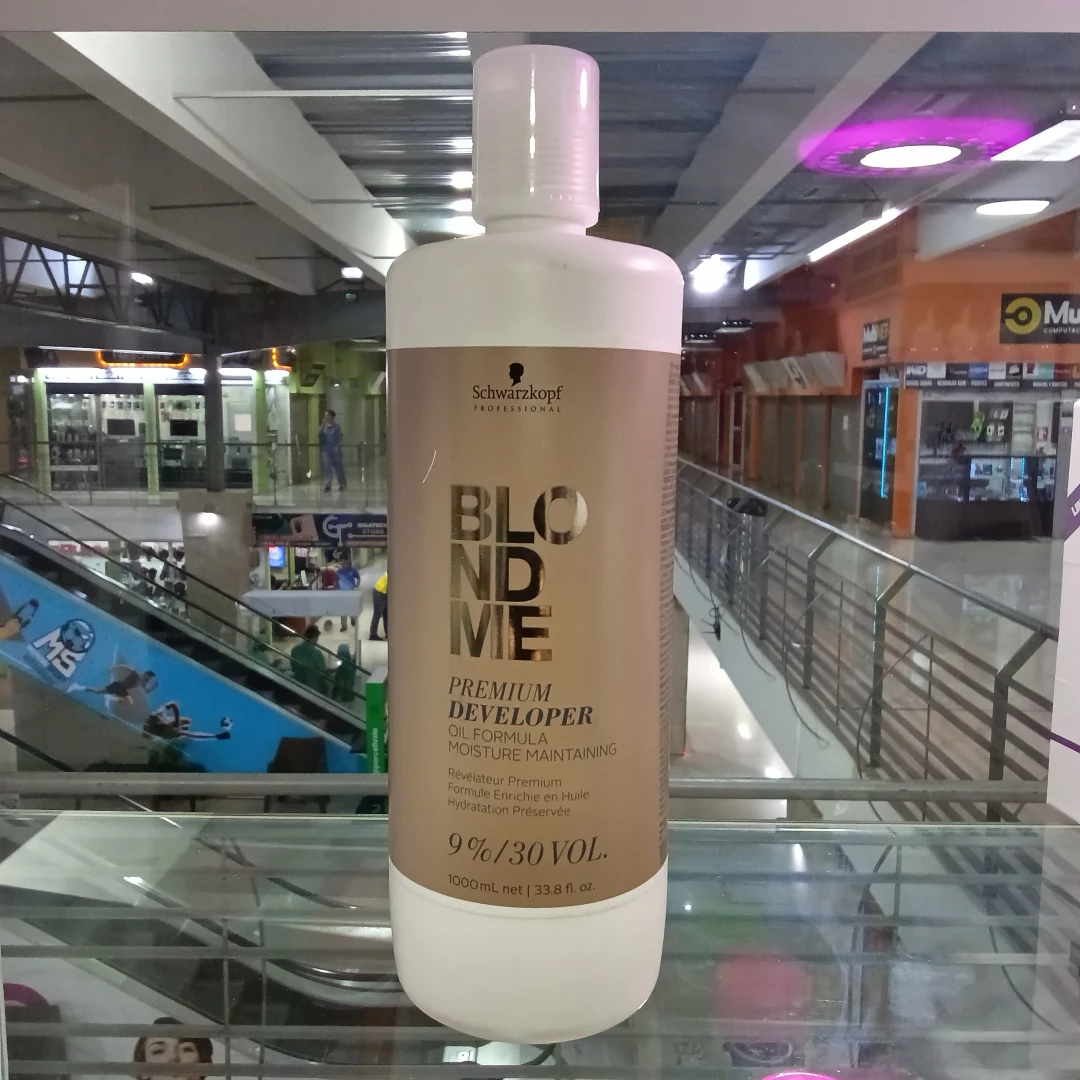 Schwarzkopf
PROFESSIONAL
BLO
ND
ME
PREMIUM
DEVELOPER
OIL FORMULA
MOISTURE MAINTAINING
Révélateur Premium
Formule Enrichie en Huile
Hydratation Préservée
9%/30 VOL.
1000mL net | 33.8 fl. oz.
MS